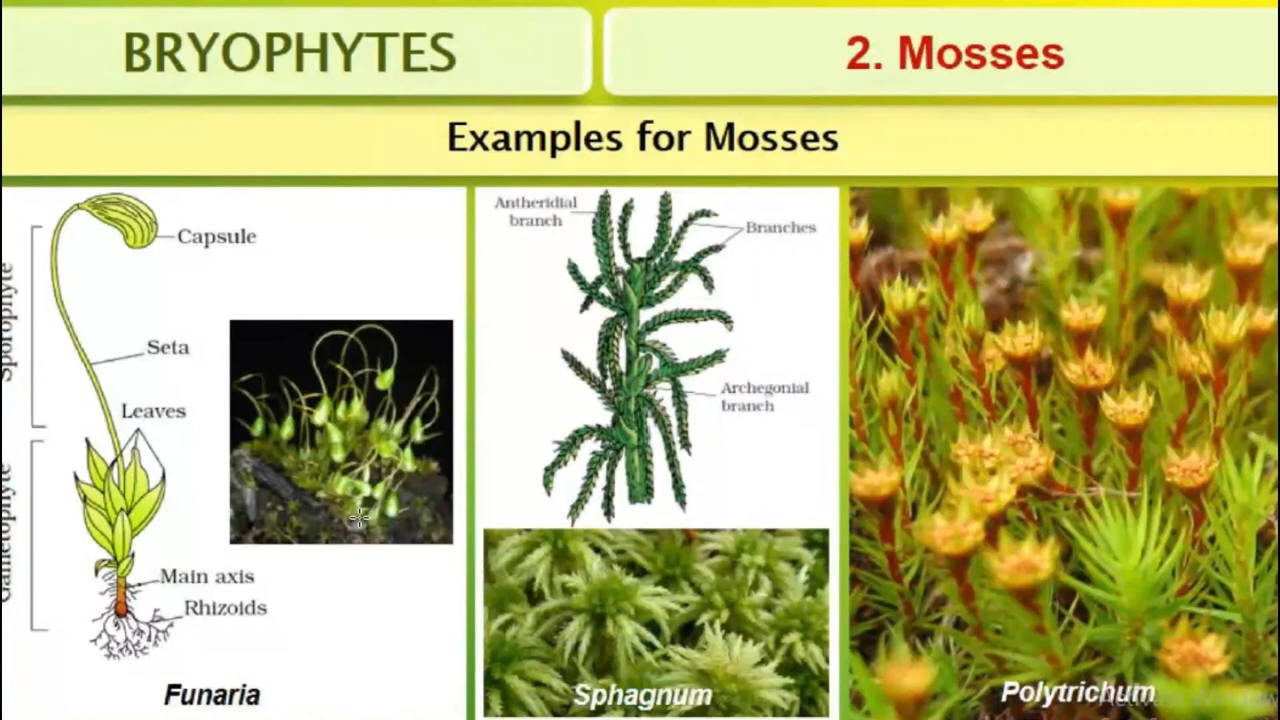 BRYOPHYTES
2. Mosses
Examples for Mosses
Sporophyte
Capsule
Seta
Leaves
Gametophyte
Main axis
Rhizoids
Funaria
Antheridial
branch
Branches
Archegonial
branch
Sphagnum
Polytrichum